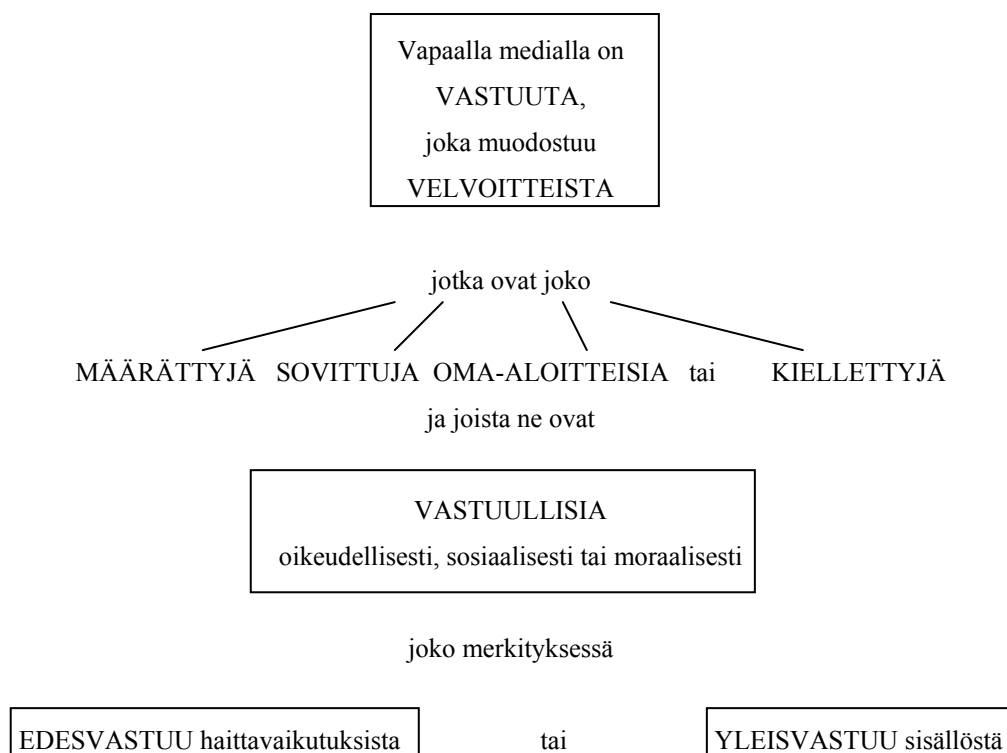 Vapaalla medialla on
VASTUUTA,
joka muodostuu
VELVOITTEISTA
jotka ovat joko
MÄÄRÄTTYJÄ SOVITTUJA OMA-ALOITTEISIA tai KIELLETTYJÄ
ja joista ne ovat
VASTUULLISIA
oikeudellisesti, sosiaalisesti tai moraalisesti
joko merkityksessä
EDESVASTUU haittavaikutuksista tai YLEISVASTUU sisällöstä